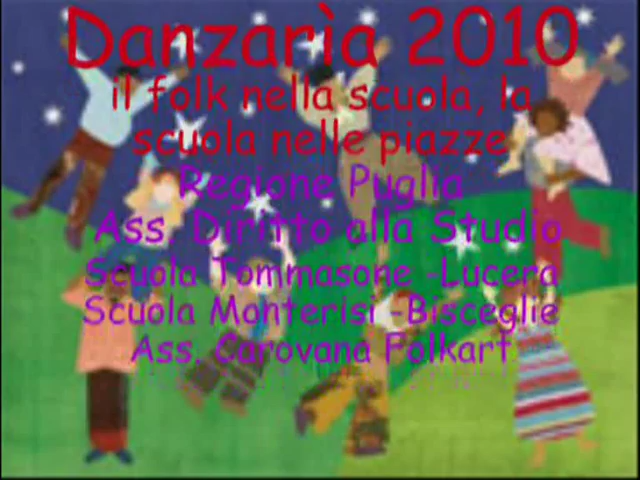 Danzarìa 2010
il folk nella scuola, la
scuola nelle piazze
Regione Puglia
Ass. Diritto alla Studio
Scuola Tommasone -Lucera
Scuola Monterisi -Bisceglie
Ass. Carovana Folkart